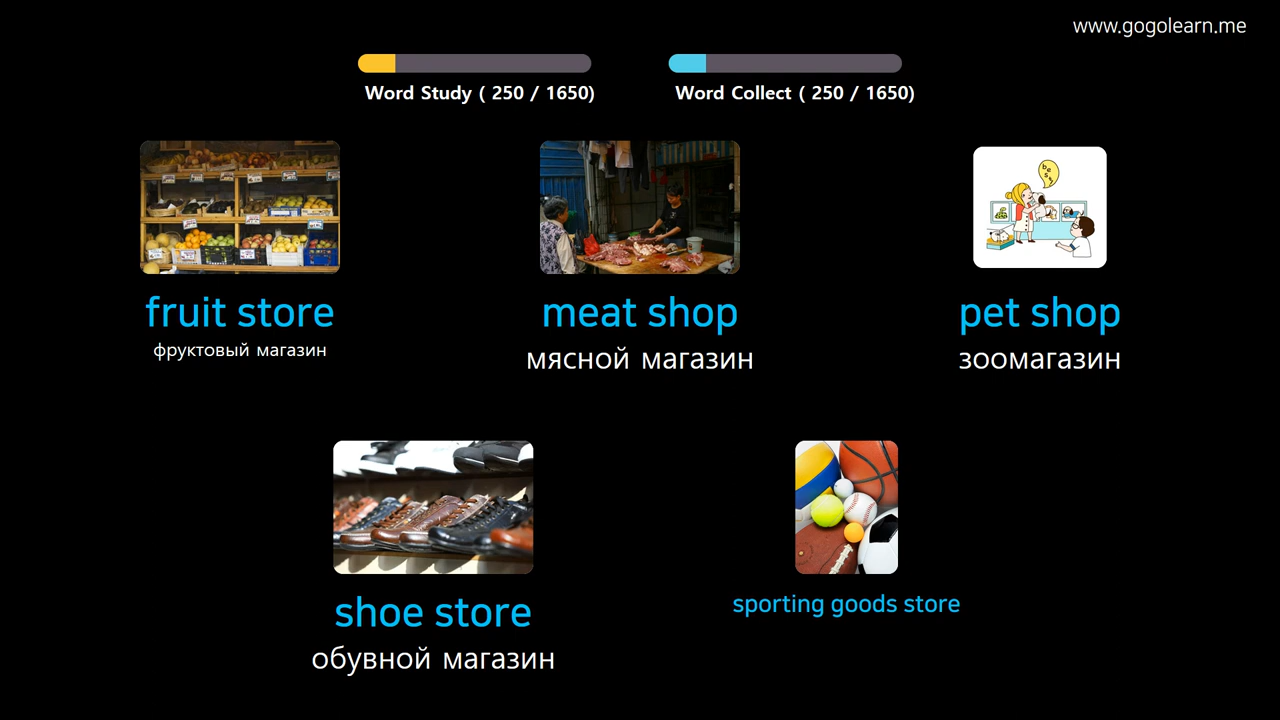 www.gogolearn.me
Word Study ( 250 / 1650)
Word Collect ( 250 / 1650)
best
fruit store
фруктовый магазин
meat shop
мясной магазин
pet shop
зоомагазин
shoe store
обувной магазин
sporting goods store